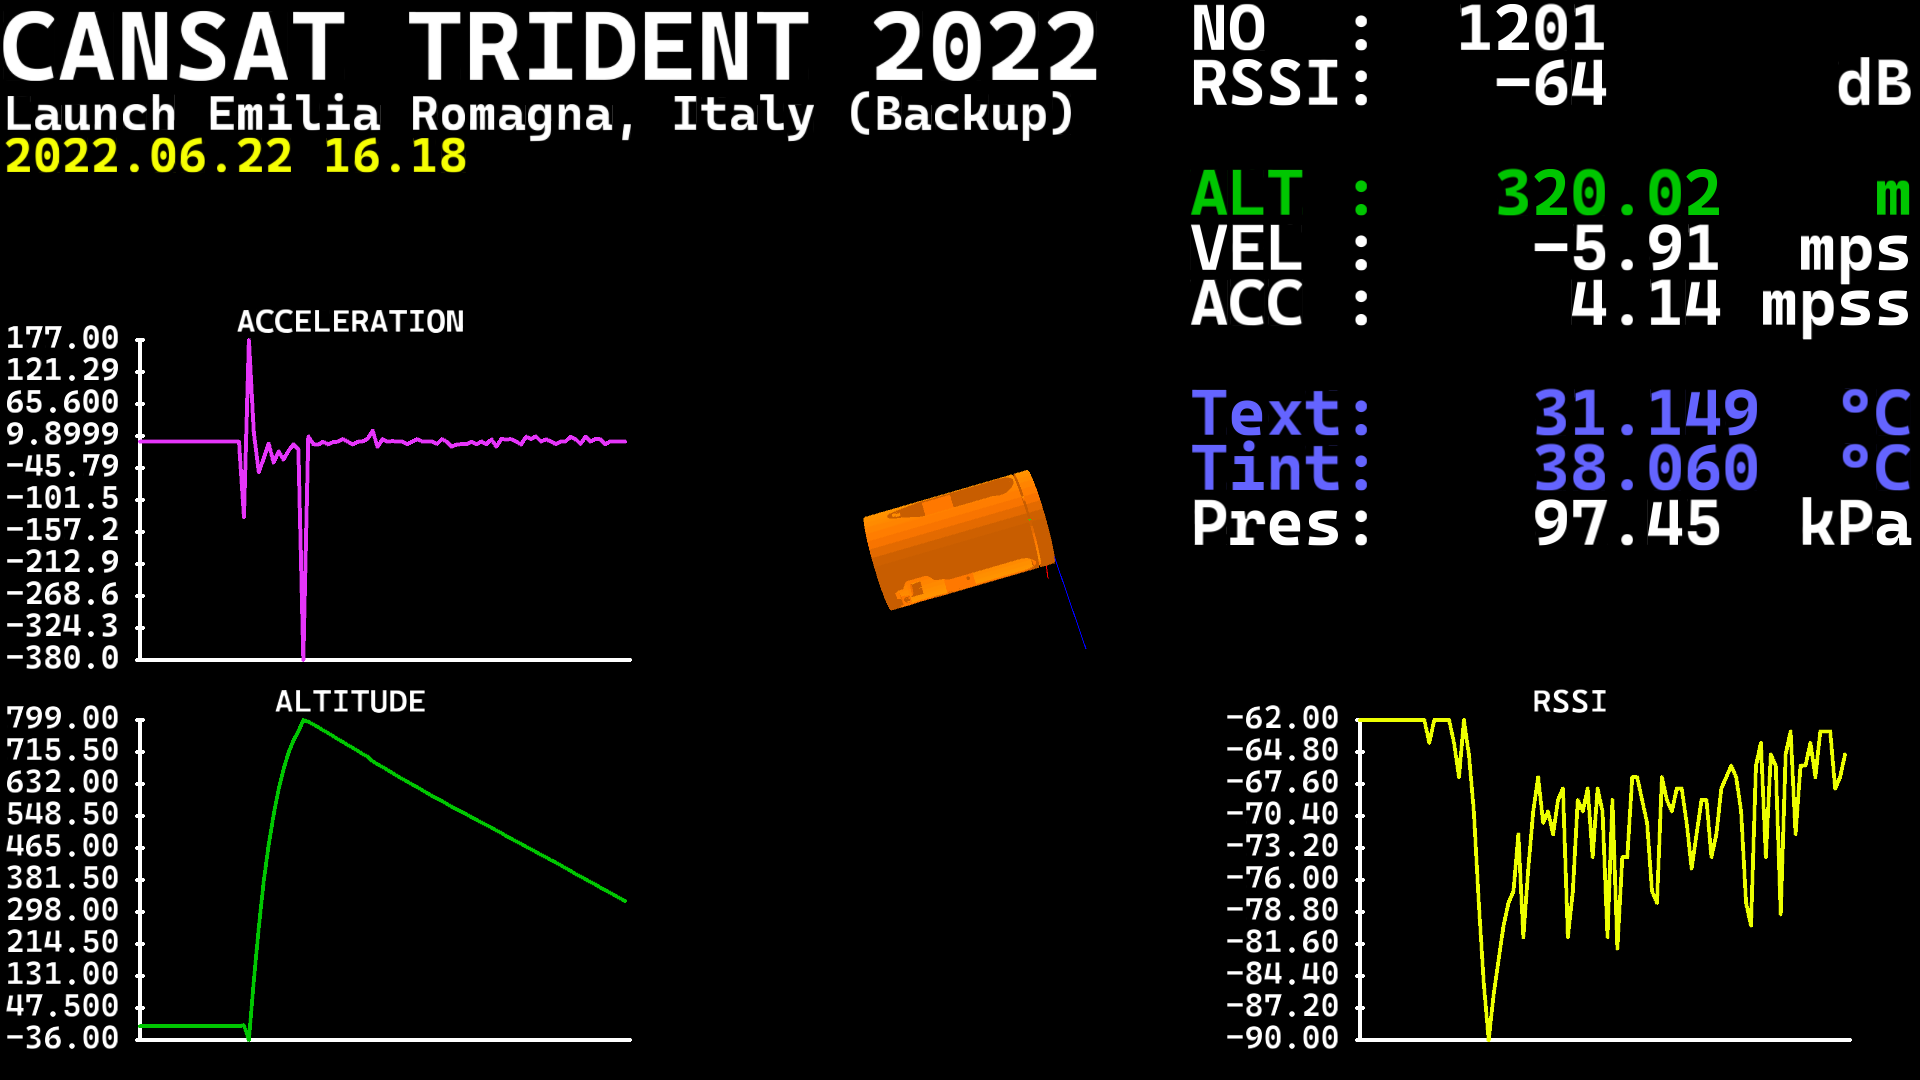 CANSAT TRIDENT 2022
Launch Emilia Romagna, Italy (Backup)
2022.06.22 16.18
NO : 1201
RSSI: -64 dB
ALT : 320.02 m
VEL : -5.91 mps
ACC : 4.14 mpss
Text: 31.149 °C
Tint: 38.060 °C
Pres: 97.45 kPa
ACCELERATION
177.00
121.29
65.600
9.8999
-45.79
-101.5
-157.2
-212.9
-268.6
-324.3
-380.0
ALTITUDE
799.00
715.50
632.00
548.50
465.00
381.50
298.00
214.50
131.00
47.500
-36.00
RSSI
-62.00
-64.80
-67.60
-70.40
-73.20
-76.00
-78.80
-81.60
-84.40
-87.20
-90.00